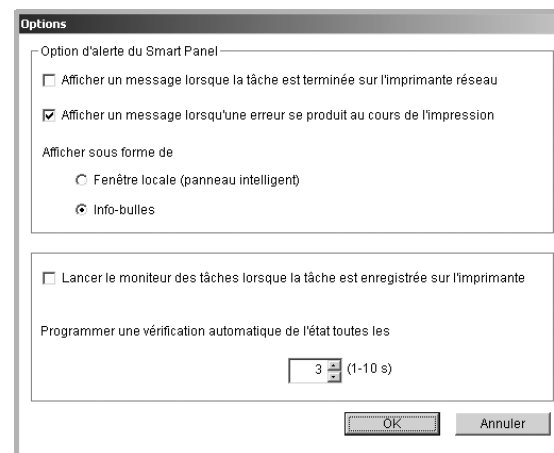 Options
Option d'alerte du Smart Panel
Afficher un message lorsque la tâche est terminée sur l'imprimante réseau
Afficher un message lorsqu'une erreur se produit au cours de l'impression
Afficher sous forme de
Fenêtre locale (panneau intelligent)
Info-bulles
Lancer le moniteur des tâches lorsque la tâche est enregistrée sur l'imprimante
Programmer une vérification automatique de l'état toutes les
3 (1-10 s)
OK Annuler